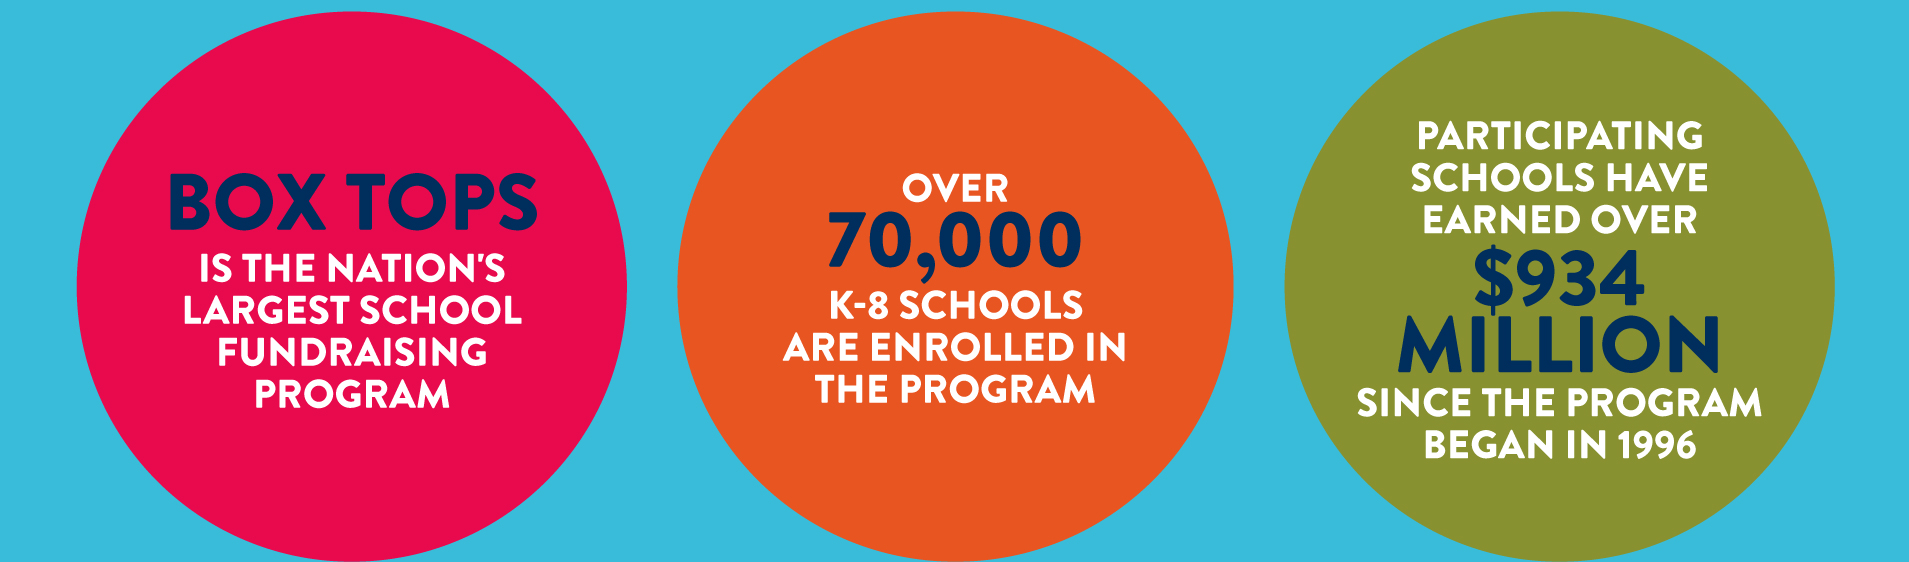 BOX TOPS
IS THE NATION'S
LARGEST SCHOOL
FUNDRAISING
PROGRAM
OVER
70,000
K-8 SCHOOLS
ARE ENROLLED IN
THE PROGRAM
PARTICIPATING
SCHOOLS HAVE
EARNED OVER
$934
MILLION
SINCE THE PROGRAM
BEGAN IN 1996